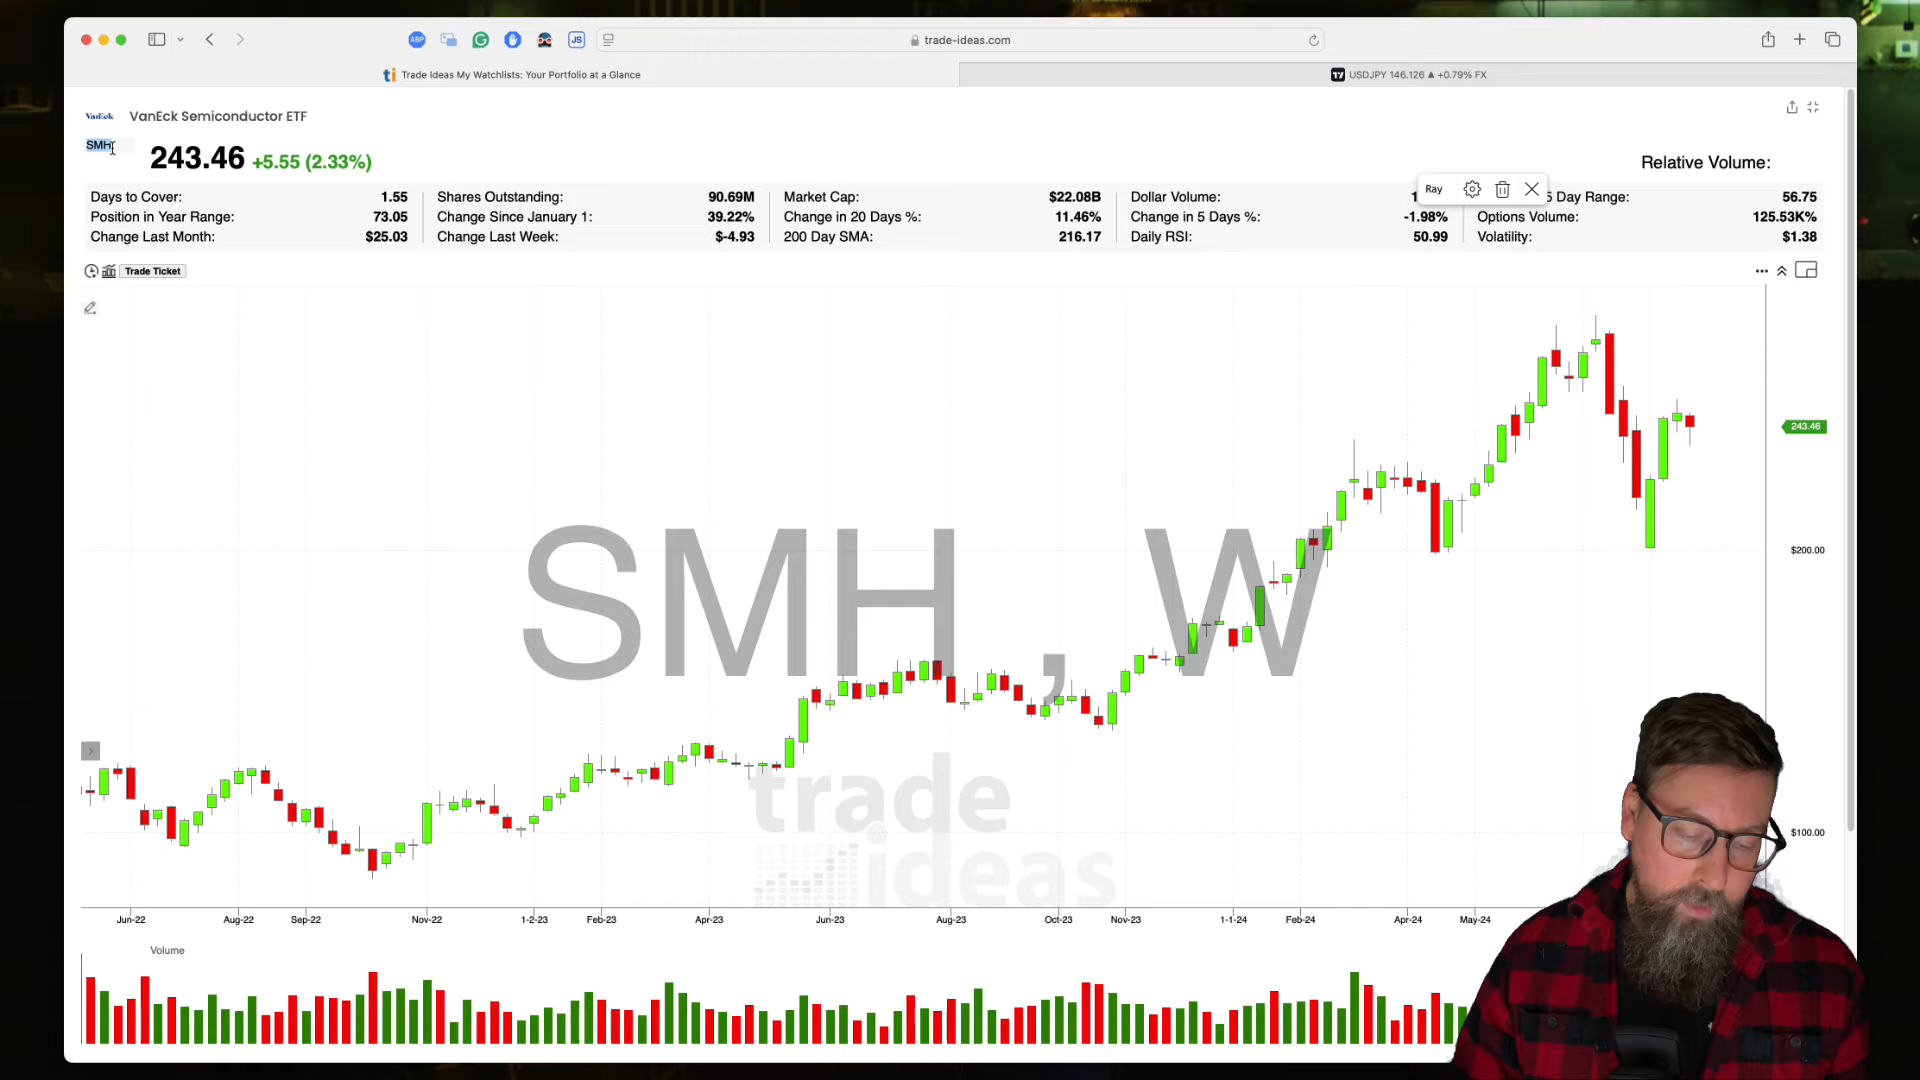 ABP
JS
trade-ideas.com
ti Trade Ideas My Watchlists: Your Portfolio at a Glance
USDJPY 146.126 ▲ +0.79% FX
VanEck VanEck Semiconductor ETF
SMH
243.46 +5.55 (2.33%)
Relative Volume:
Ray
Days to Cover: 1.55 Shares Outstanding: 90.69M Market Cap: $22.08B Dollar Volume: 5 Day Range: 56.75
Position in Year Range: 73.05 Change Since January 1: 39.22% Change in 20 Days %: 11.46% Change in 5 Days %: -1.98% Options Volume: 125.53K%
Change Last Month: $25.03 Change Last Week: $-4.93 200 Day SMA: 216.17 Daily RSI: 50.99 Volatility: $1.38
Trade Ticket
243.46
SMH , W
$200.00
trade
ideas
$100.00
Jun-22 Aug-22 Sep-22 Nov-22 1-2-23 Feb-23 Apr-23 Jun-23 Aug-23 Oct-23 Nov-23 1-1-24 Feb-24 Apr-24 May-24
Volume